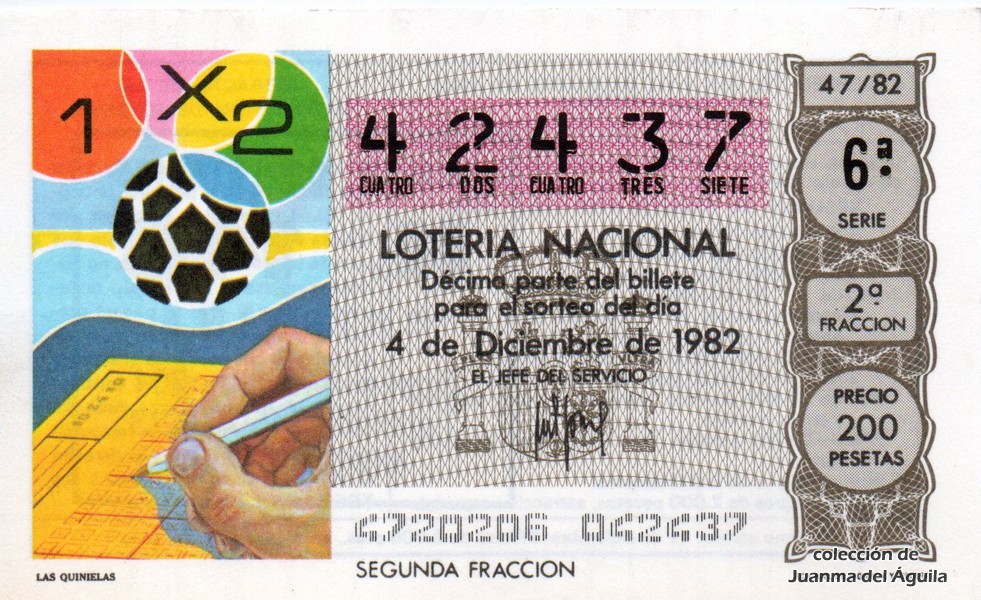 1 X 2
4 2 4 3 7
CUATRO DOS CUATRO TRES SIETE
LOTERIA NACIONAL
Décima parte del billete
para el sorteo del día
4 de Diciembre de 1982
EL JEFE DEL SERVICIO
4720206 042437
SEGUNDA FRACCION
LAS QUINIELAS
47/82
6ª
SERIE
2ª
FRACCION
PRECIO
200
PESETAS
colección de
Juanma del Águila